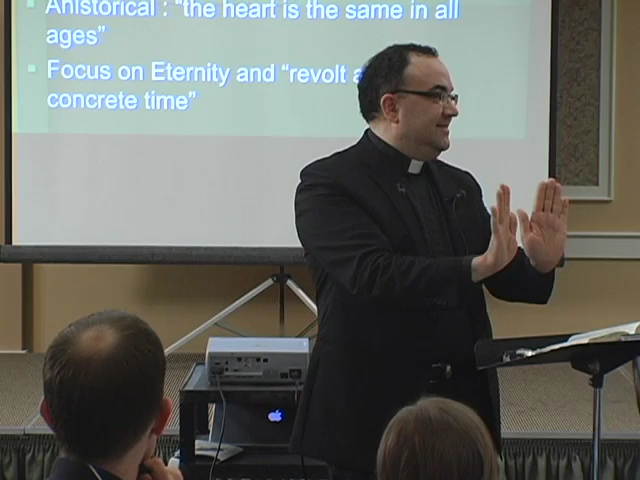 Ahistorical : “the heart is the same in all
ages”
Focus on Eternity and “revolt a
concrete time”